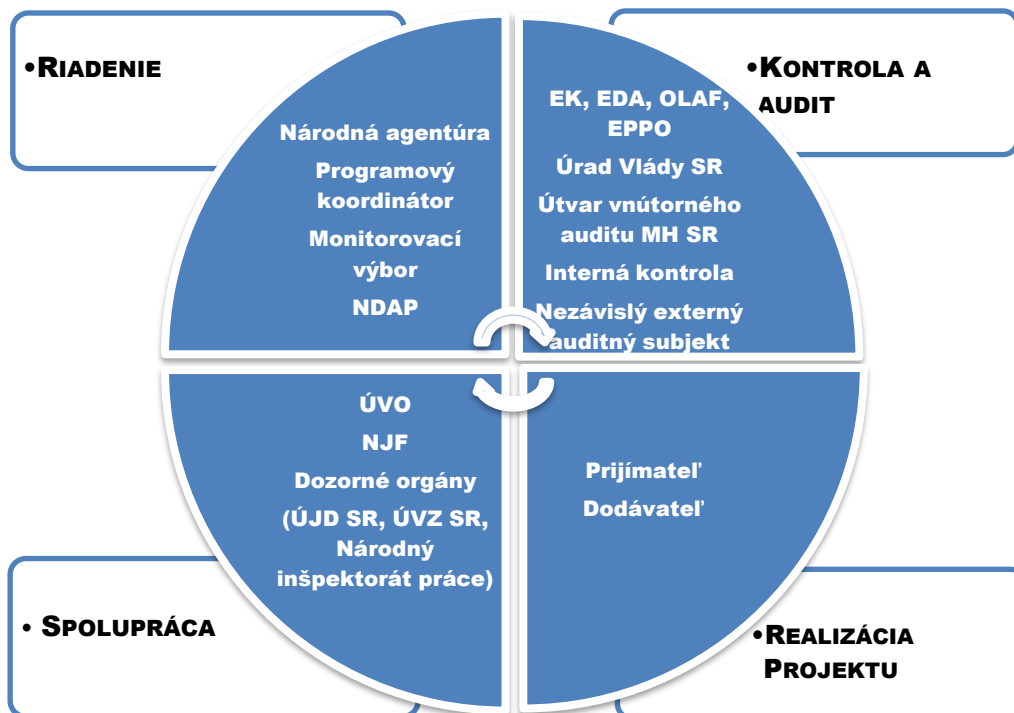 •RIADENIE
Národná agentúra
Programový
koordinátor
Monitorovací
výbor
NDAP
•KONTROLA A
AUDIT
EK, EDA, OLAF,
EPPO
Úrad Vlády SR
Útvar vnútorného
auditu MH SR
Interná kontrola
Nezávislý externý
auditný subjekt
ÚVO
NJF
Dozorné orgány
(ÚJD SR, ÚVZ SR,
Národný
inšpektorát práce)
• SPOLUPRÁCA
Prijímateľ
Dodávateľ
•REALIZÁCIA
PROJEKTU